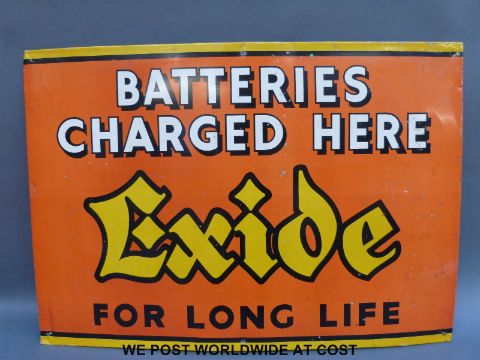 BATTERIES
CHARGED HERE
Exide
FOR LONG LIFE
WE POST WORLDWIDE AT COST